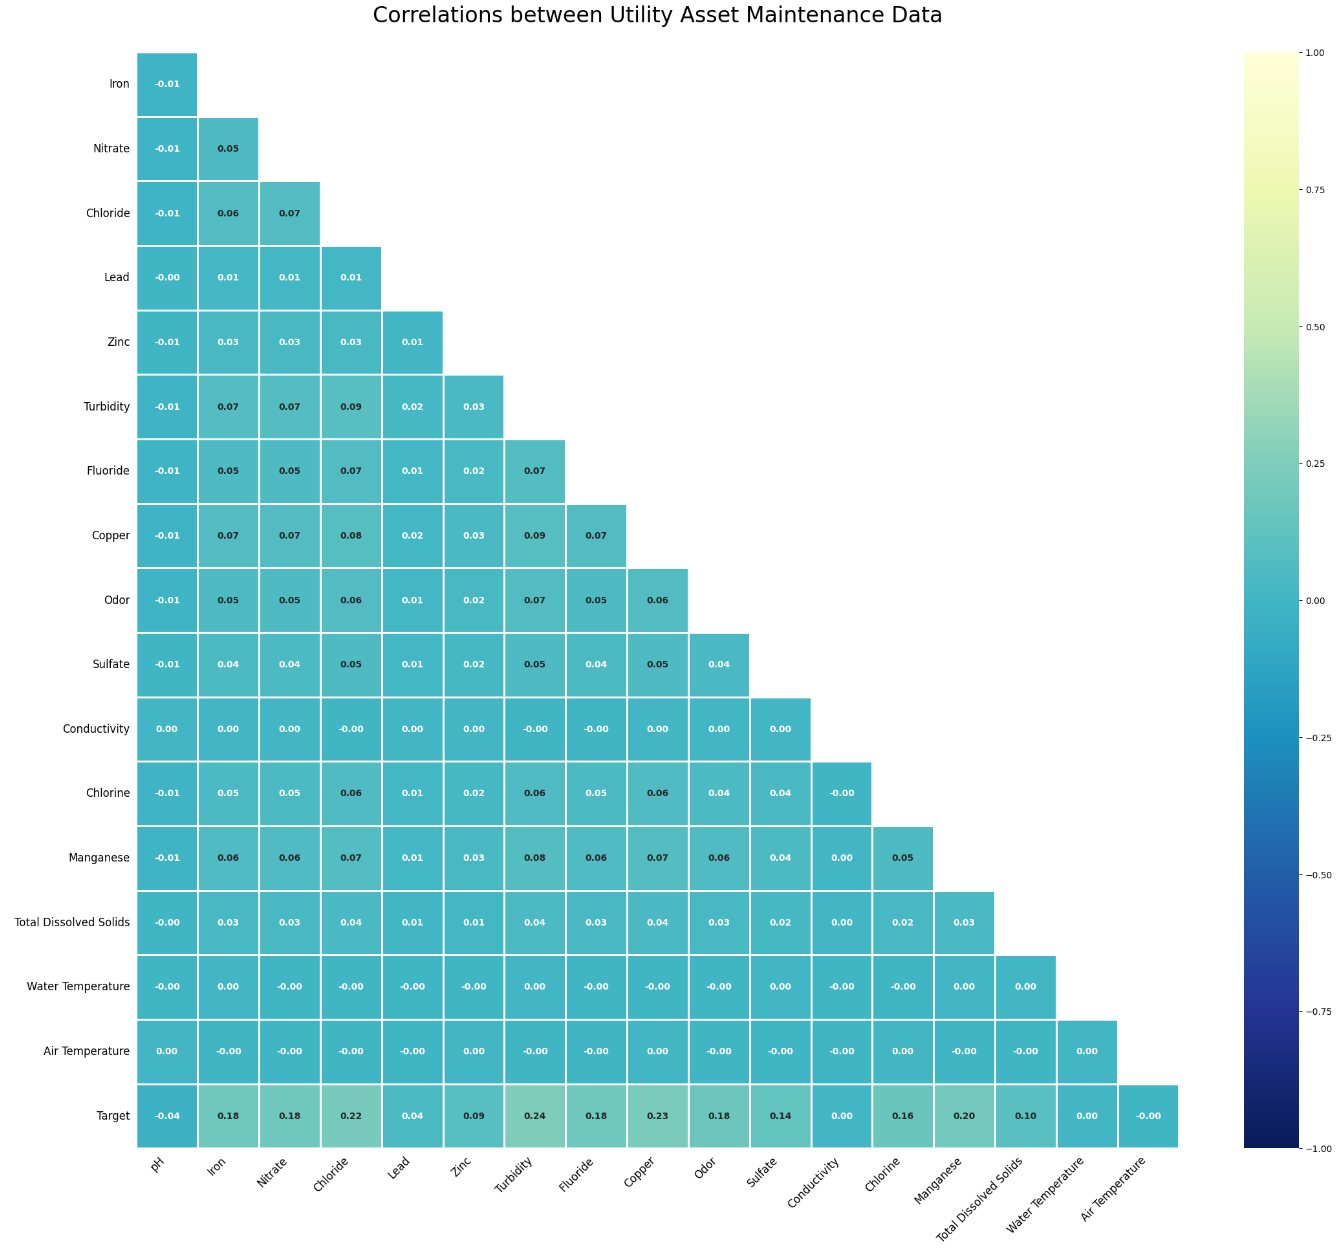 Correlations between Utility Asset Maintenance Data
1.00
Iron -0.01
Nitrate -0.01 0.05
0.75
Chloride -0.01 0.06 0.07
Lead -0.00 0.01 0.01 0.01
0.50
Zinc -0.01 0.03 0.03 0.03 0.01
Turbidity -0.01 0.07 0.07 0.09 0.02 0.03
0.25
Fluoride -0.01 0.05 0.05 0.07 0.01 0.02 0.07
Copper -0.01 0.07 0.07 0.08 0.02 0.03 0.09 0.07
0.00
Odor -0.01 0.05 0.05 0.06 0.01 0.02 0.07 0.05 0.06
Sulfate -0.01 0.04 0.04 0.05 0.01 0.02 0.05 0.04 0.05 0.04
Conductivity 0.00 0.00 0.00 -0.00 0.00 0.00 -0.00 -0.00 0.00 0.00 0.00
−0.25
Chlorine -0.01 0.05 0.05 0.06 0.01 0.02 0.06 0.05 0.06 0.04 0.04 -0.00
Manganese -0.01 0.06 0.06 0.07 0.01 0.03 0.08 0.06 0.07 0.06 0.04 0.00 0.05
−0.50
Total Dissolved Solids -0.00 0.03 0.03 0.04 0.01 0.01 0.04 0.03 0.04 0.03 0.02 0.00 0.02 0.03
Water Temperature -0.00 0.00 -0.00 -0.00 -0.00 -0.00 0.00 -0.00 -0.00 -0.00 0.00 -0.00 -0.00 0.00 0.00
−0.75
Air Temperature 0.00 -0.00 -0.00 -0.00 -0.00 0.00 -0.00 -0.00 0.00 -0.00 -0.00 -0.00 0.00 -0.00 -0.00 0.00
Target -0.04 0.18 0.18 0.22 0.04 0.09 0.24 0.18 0.23 0.18 0.14 0.00 0.16 0.20 0.10 0.00 -0.00
−1.00
pH
Iron
Nitrate
Chloride
Lead
Zinc
Turbidity
Fluoride
Copper
Odor
Sulfate
Conductivity
Chlorine
Manganese
Total Dissolved Solids
Water Temperature
Air Temperature